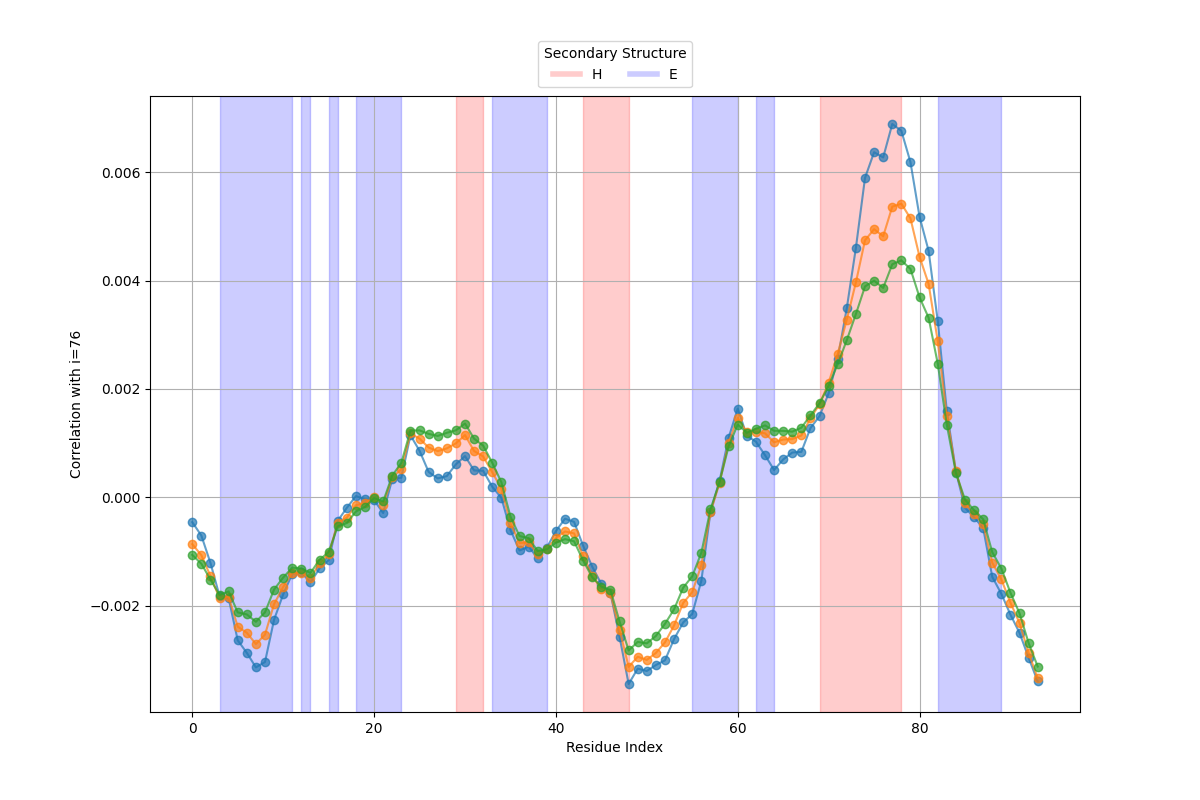 Secondary Structure
H E
0.006
0.004
0.002
0.000
−0.002
Correlation with i=76
0 20 40 60 80
Residue Index